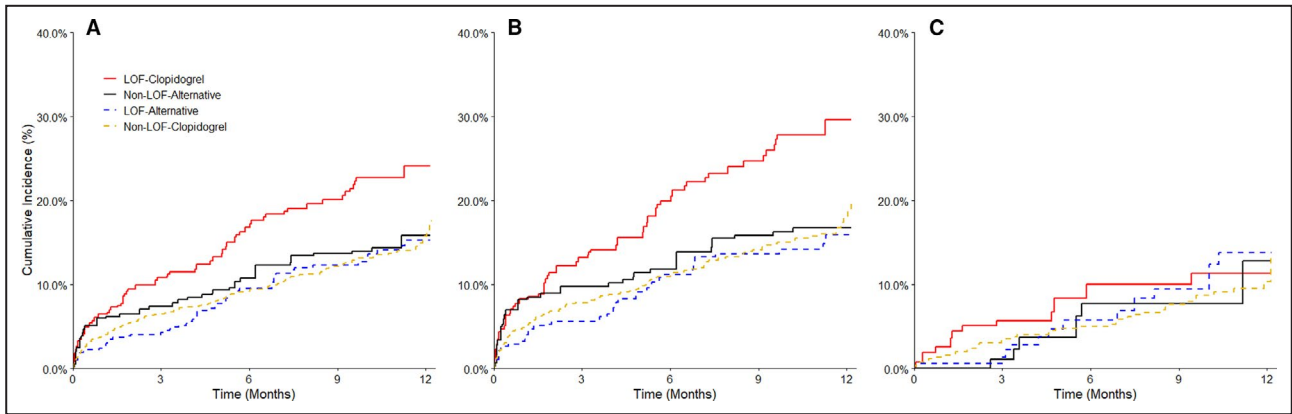 A
B
C
40.0%
30.0%
20.0%
10.0%
0.0%
Cumulative Incidence (%)
LOF-Clopidogrel
Non-LOF-Alternative
LOF-Alternative
Non-LOF-Clopidogrel
0 3 6 9 12
Time (Months)
40.0%
30.0%
20.0%
10.0%
0.0%
0 3 6 9 12
Time (Months)
40.0%
30.0%
20.0%
10.0%
0.0%
0 3 6 9 12
Time (Months)